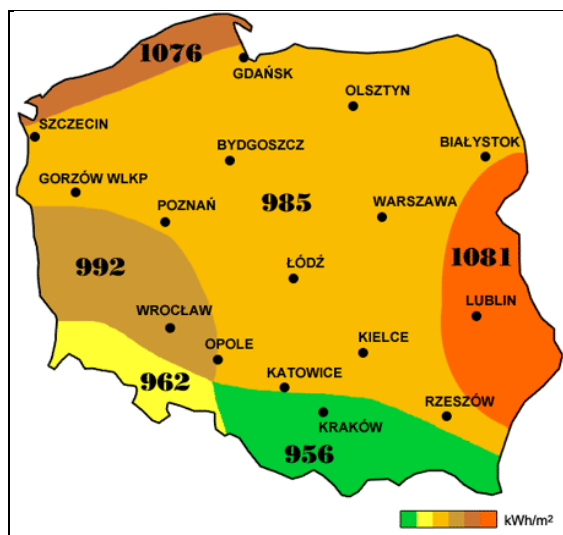 1076
GDAŃSK
OLSZTYN
SZCZECIN
BYDGOSZCZ
BIAŁYSTOK
GORZÓW WLKP
POZNAŃ
985
WARSZAWA
992
ŁÓDŹ
1081
WROCŁAW
LUBLIN
OPOLE
KIELCE
962
KATOWICE
RZESZÓW
KRAKÓW
956
kWh/m²